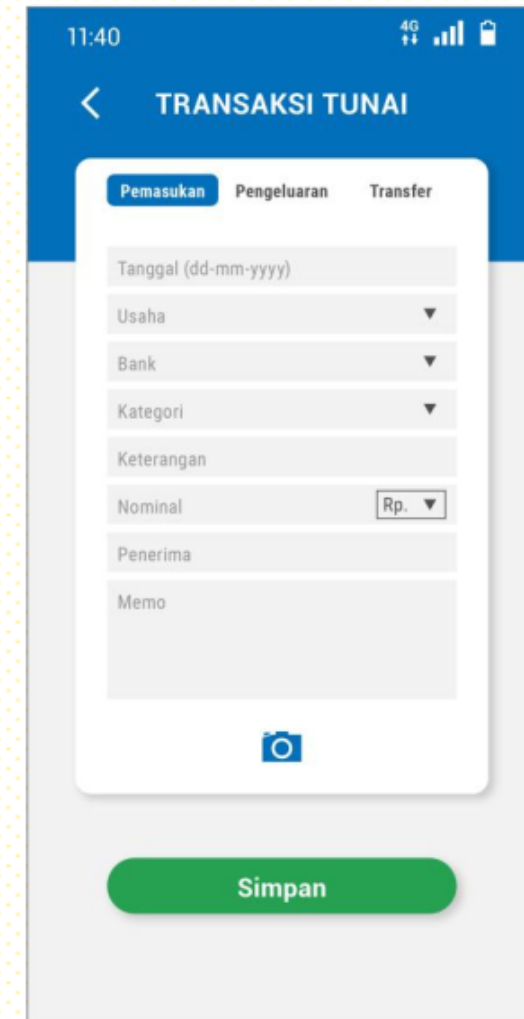 11:40 4G
TRANSAKSI TUNAI
Pemasukan Pengeluaran Transfer
Tanggal (dd-mm-yyyy)
Usaha
Bank
Kategori
Keterangan
Nominal Rp.
Penerima
Memo
Simpan